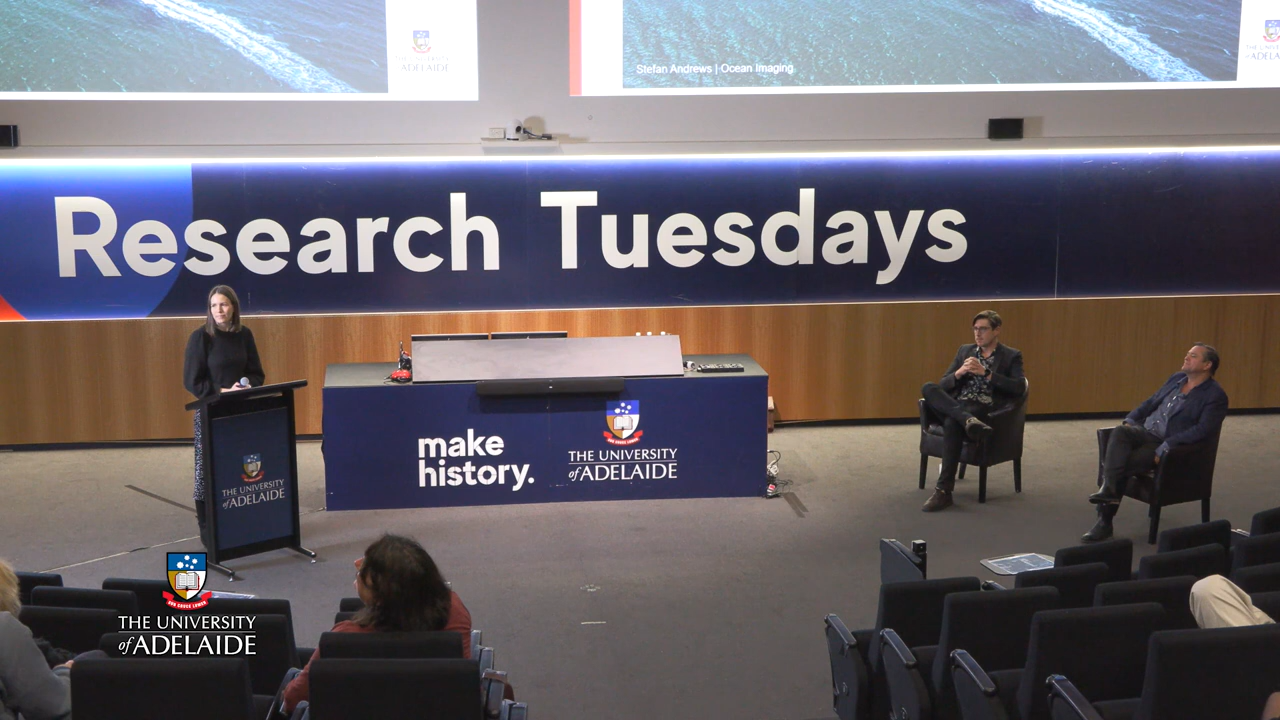 THE UNIVERSITY
of ADELAIDE
Stefan Andrews | Ocean Imaging
Research Tuesdays
make
history.
THE UNIVERSITY
of ADELAIDE
THE UNIVERSITY
of ADELAIDE
THE UNIVERSITY
of ADELAIDE